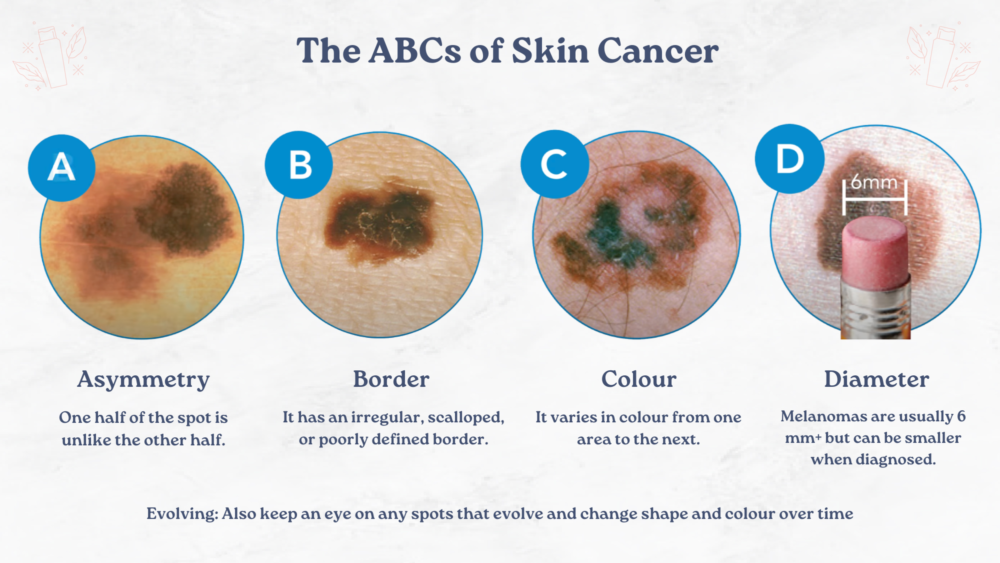 The ABCs of Skin Cancer
A
B
C
D
6mm
Asymmetry
One half of the spot is
unlike the other half.
Border
It has an irregular, scalloped,
or poorly defined border.
Colour
It varies in colour from one
area to the next.
Diameter
Melanomas are usually 6
mm+ but can be smaller
when diagnosed.
Evolving: Also keep an eye on any spots that evolve and change shape and colour over time